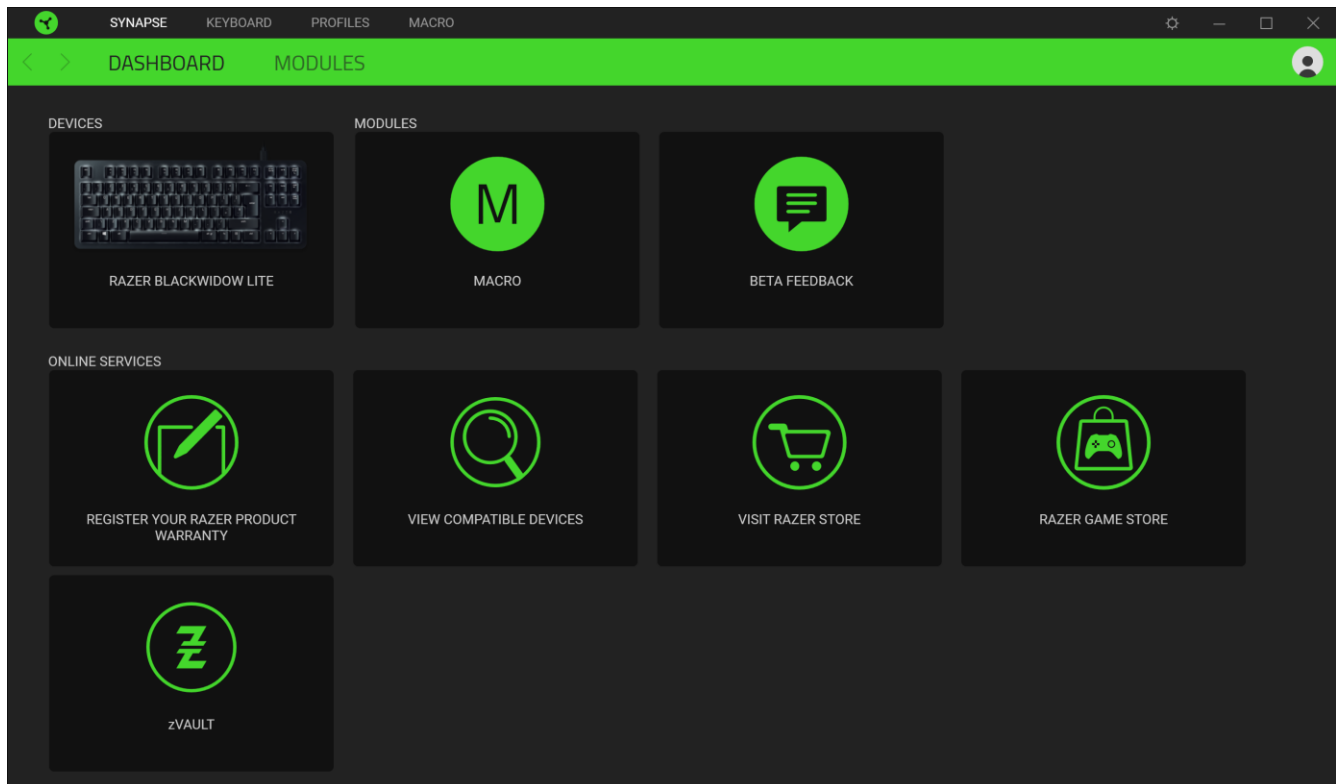 SYNAPSE KEYBOARD PROFILES MACRO
DASHBOARD MODULES
DEVICES MODULES
M
RAZER BLACKWIDOW LITE MACRO BETA FEEDBACK
ONLINE SERVICES
REGISTER YOUR RAZER PRODUCT
WARRANTY
VIEW COMPATIBLE DEVICES VISIT RAZER STORE RAZER GAME STORE
zVAULT